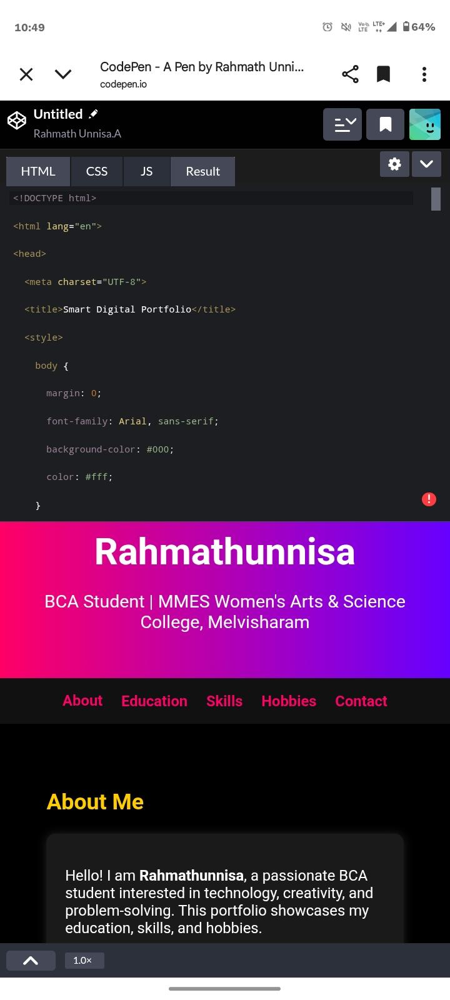 10:49
Vo LTE LTE+ 64%
CodePen - A Pen by Rahmath Unni...
codepen.io
Untitled
Rahmath Unnisa.A
HTML CSS JS Result
<!DOCTYPE html>
<html lang="en">
<head>
<meta charset="UTF-8">
<title>Smart Digital Portfolio</title>
<style>
body {
margin: 0;
font-family: Arial, sans-serif;
background-color: #000;
color: #fff;
}
Rahmathunnisa
BCA Student | MMES Women's Arts & Science
College, Melvisharam
About Education Skills Hobbies Contact
About Me
Hello! I am Rahmathunnisa, a passionate BCA
student interested in technology, creativity, and
problem-solving. This portfolio showcases my
education, skills, and hobbies.
1.0×